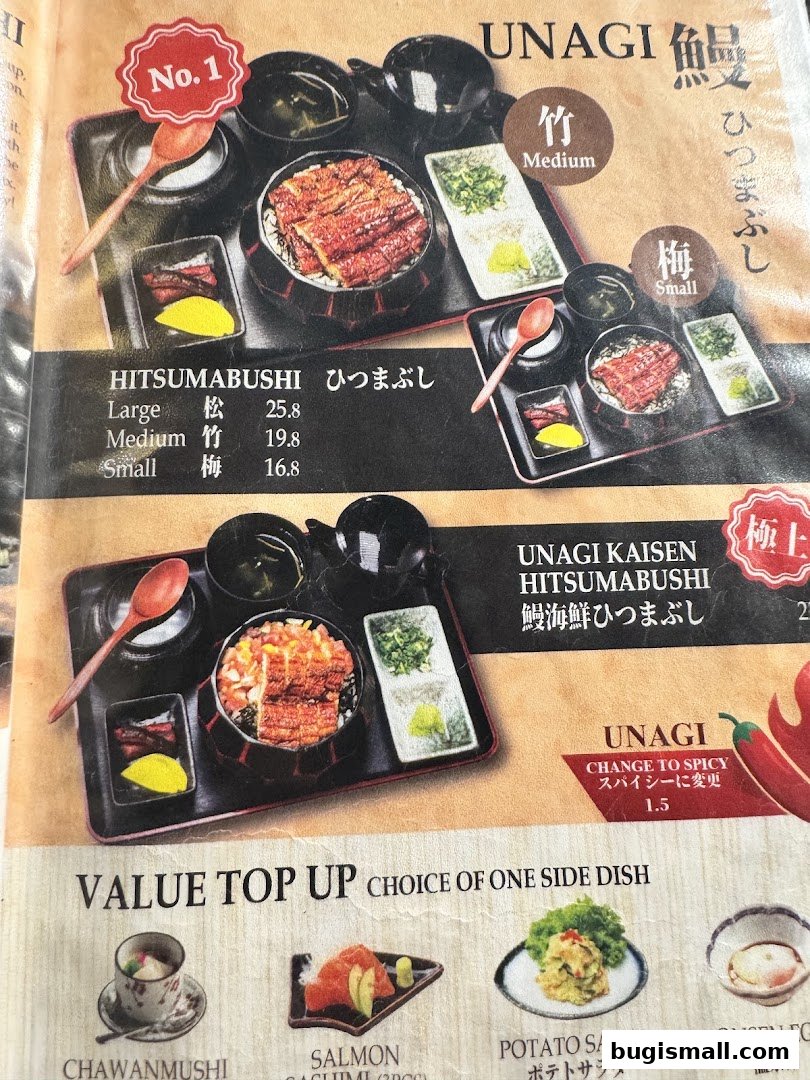 UNAGI 鰻
ひつまぶし
No. 1
竹
Medium
梅
Small
HITSUMABUSHI ひつまぶし
Large 松 25.8
Medium 竹 19.8
Small 梅 16.8
極上
UNAGI KAISEN
HITSUMABUSHI
鰻海鮮ひつまぶし
UNAGI
CHANGE TO SPICY
スパイシーに変更
1.5
VALUE TOP UP CHOICE OF ONE SIDE DISH
CHAWANMUSHI
SALMON
POTATO
ポテトサラダ
bugismall.com